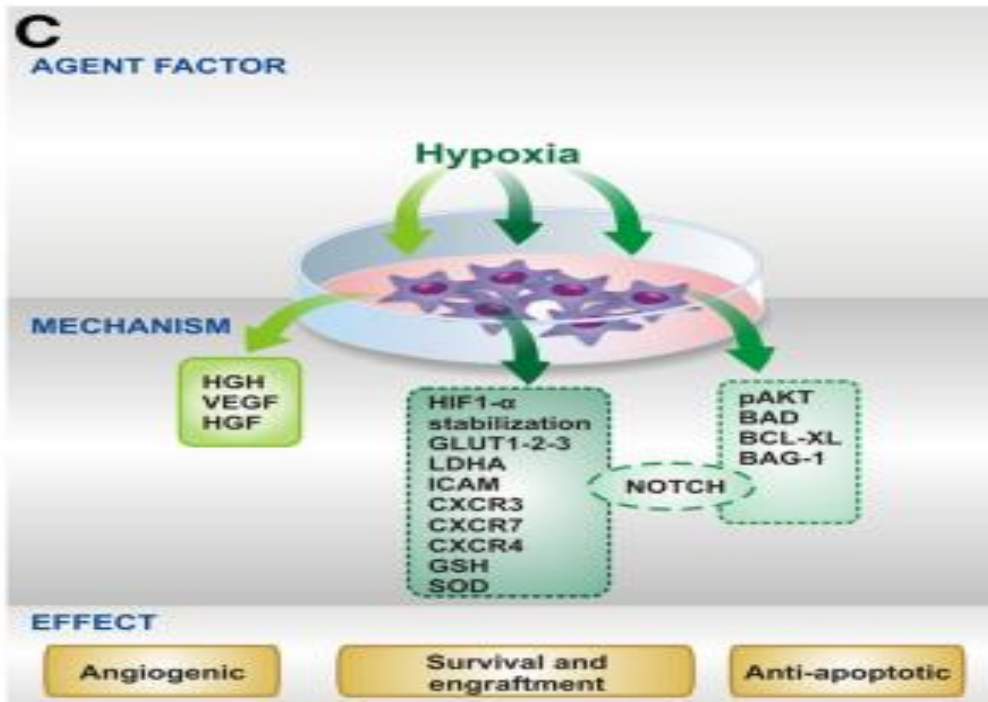 C
AGENT FACTOR
Hypoxia
MECHANISM
HGH
VEGF
HGF
HIF1-α
stabilization
GLUT1-2-3
LDHA
ICAM
CXCR3
CXCR7
CXCR4
GSH
SOD
NOTCH
pAKT
BAD
BCL-XL
BAG-1
EFFECT
Angiogenic
Survival and
engraftment
Anti-apoptotic